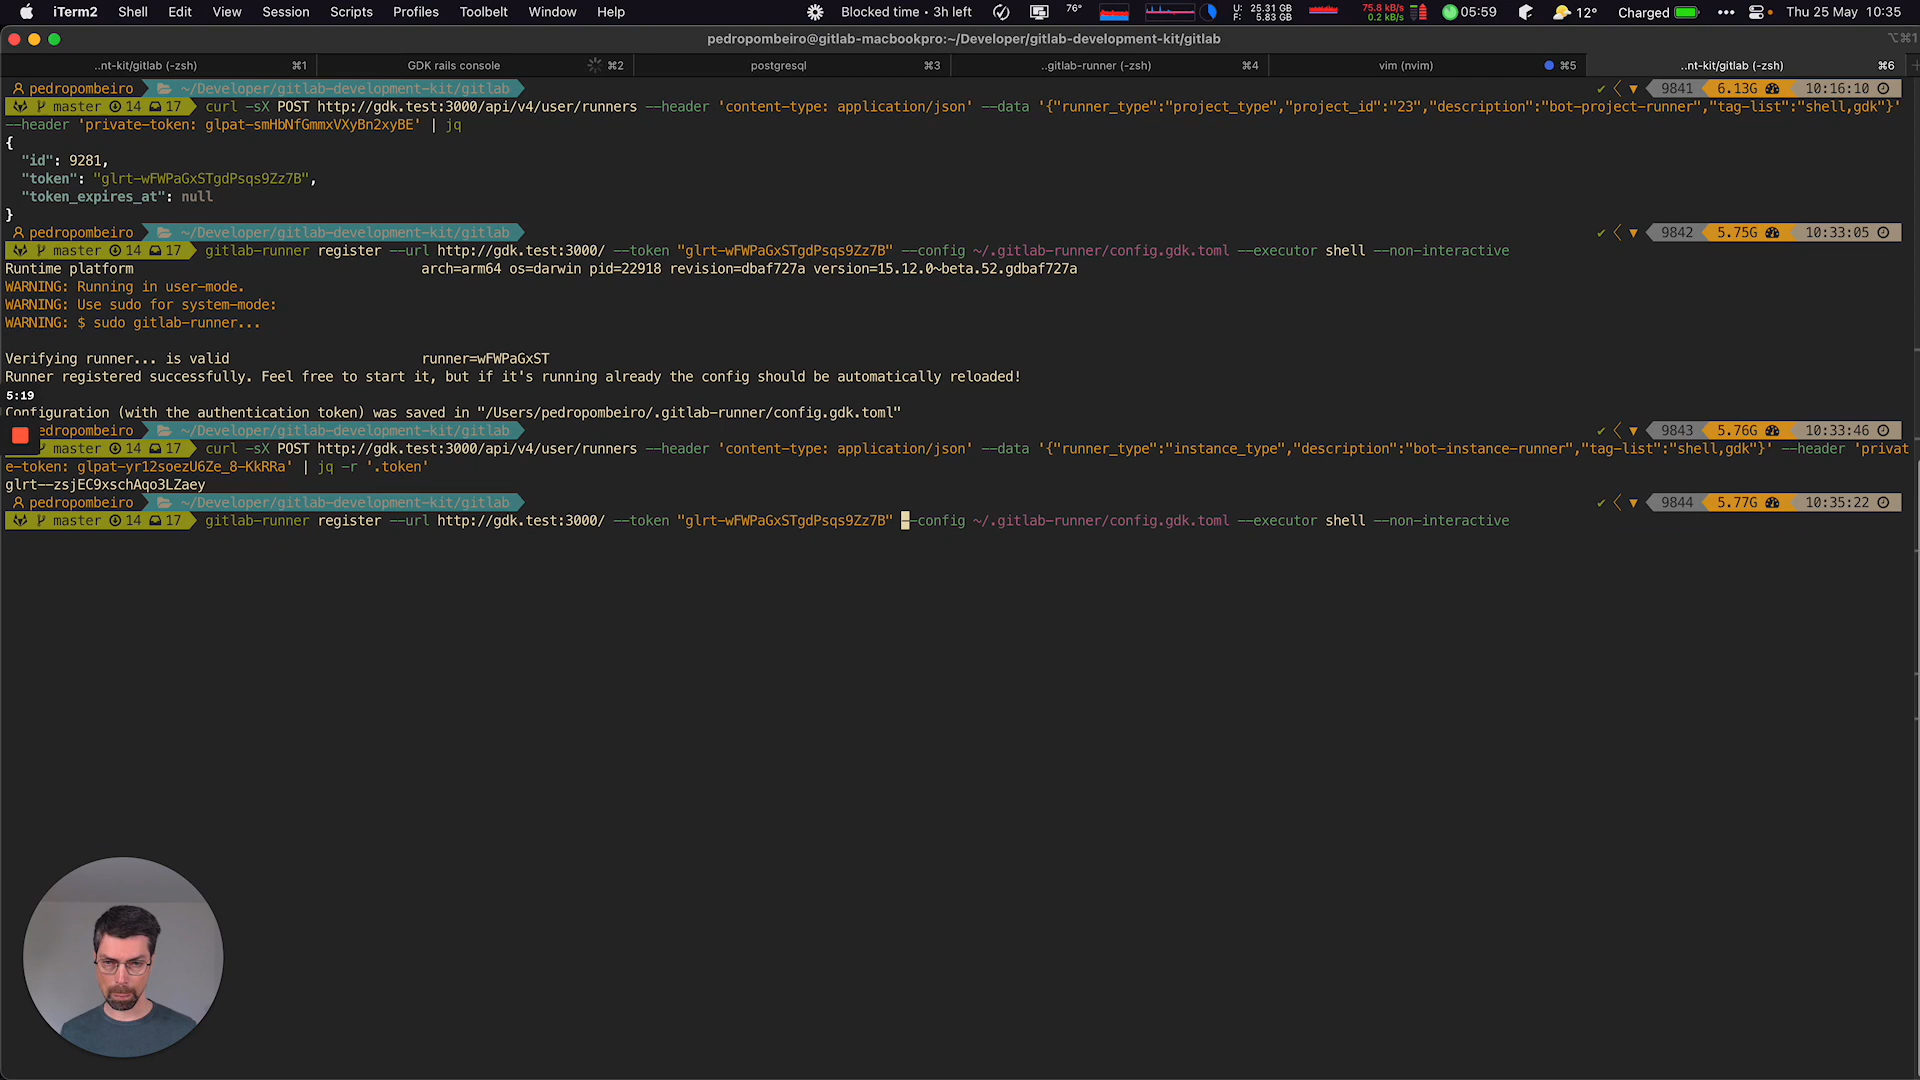 iTerm2 Shell Edit View Session Scripts Profiles Toolbelt Window Help Blocked time • 3h left 76° U: 25.31 GB F: 5.83 GB 75.8 kB/s 0.2 kB/s 05:59 12° Charged Thu 25 May 10:35
pedropombeiro@gitlab-macbookpro:~/Developer/gitlab-development-kit/gitlab ⌥⌘1
..nt-kit/gitlab (-zsh) ⌘1 GDK rails console ⌘2 postgresql ⌘3 ..gitlab-runner (-zsh) ⌘4 vim (nvim) ⌘5 ..nt-kit/gitlab (-zsh) ⌘6
pedropombeiro ~/Developer/gitlab-development-kit/gitlab 9841 6.13G 10:16:10
master 14 17 curl -sX POST http://gdk.test:3000/api/v4/user/runners --header 'content-type: application/json' --data '{"runner_type":"project_type","project_id":"23","description":"bot-project-runner","tag-list":"shell,gdk"}'
--header 'private-token: glpat-smHbNfGmmxVXyBn2xyBE' | jq
{
"id": 9281,
"token": "glrt-wFWPaGxSTgdPsqs9Zz7B",
"token_expires_at": null
}
pedropombeiro ~/Developer/gitlab-development-kit/gitlab 9842 5.75G 10:33:05
master 14 17 gitlab-runner register --url http://gdk.test:3000/ --token "glrt-wFWPaGxSTgdPsqs9Zz7B" --config ~/.gitlab-runner/config.gdk.toml --executor shell --non-interactive
Runtime platform arch=arm64 os=darwin pid=22918 revision=dbaf727a version=15.12.0~beta.52.gdbaf727a
WARNING: Running in user-mode.
WARNING: Use sudo for system-mode:
WARNING: $ sudo gitlab-runner...
Verifying runner... is valid runner=wFWPaGxST
Runner registered successfully. Feel free to start it, but if it's running already the config should be automatically reloaded!
5:19
Configuration (with the authentication token) was saved in "/Users/pedropombeiro/.gitlab-runner/config.gdk.toml"
edropombeiro ~/Developer/gitlab-development-kit/gitlab 9843 5.76G 10:33:46
master 14 17 curl -sX POST http://gdk.test:3000/api/v4/user/runners --header 'content-type: application/json' --data '{"runner_type":"instance_type","description":"bot-instance-runner","tag-list":"shell,gdk"}' --header 'privat
e-token: glpat-yr12soezU6Ze_8-KkRRa' | jq -r '.token'
glrt--zsjEC9xschAqo3LZaey
pedropombeiro ~/Developer/gitlab-development-kit/gitlab 9844 5.77G 10:35:22
master 14 17 gitlab-runner register --url http://gdk.test:3000/ --token "glrt-wFWPaGxSTgdPsqs9Zz7B" --config ~/.gitlab-runner/config.gdk.toml --executor shell --non-interactive